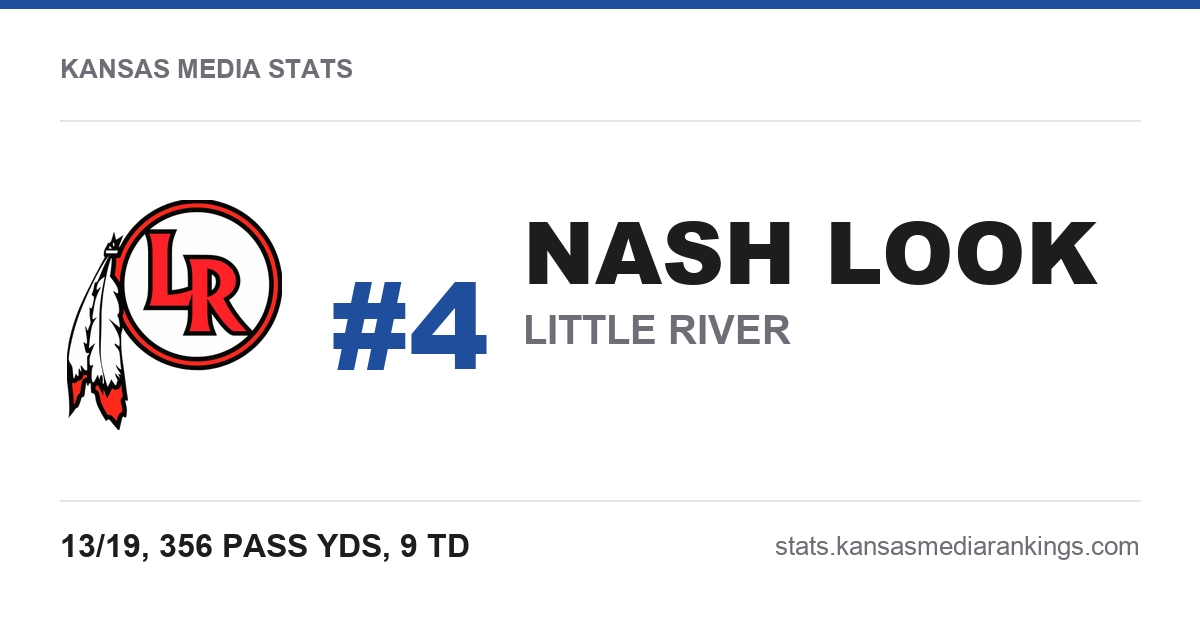 KANSAS MEDIA STATS
LR
#4
NASH LOOK
LITTLE RIVER
13/19, 356 PASS YDS, 9 TD
stats.kansasmediarankings.com